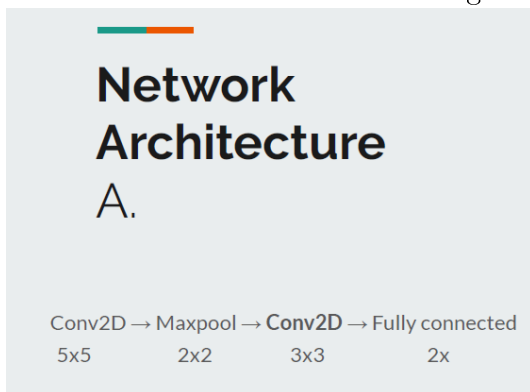 Network
Architecture
A.
Conv2D → Maxpool → Conv2D → Fully connected
5x5 2x2 3x3 2x